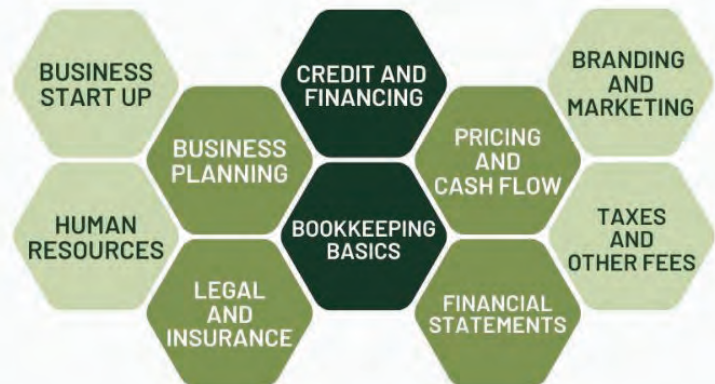 BUSINESS
START UP
CREDIT AND
FINANCING
BRANDING
AND
MARKETING
BUSINESS
PLANNING
PRICING
AND
CASH FLOW
HUMAN
RESOURCES
BOOKKEEPING
BASICS
TAXES
AND
OTHER FEES
LEGAL
AND
INSURANCE
FINANCIAL
STATEMENTS